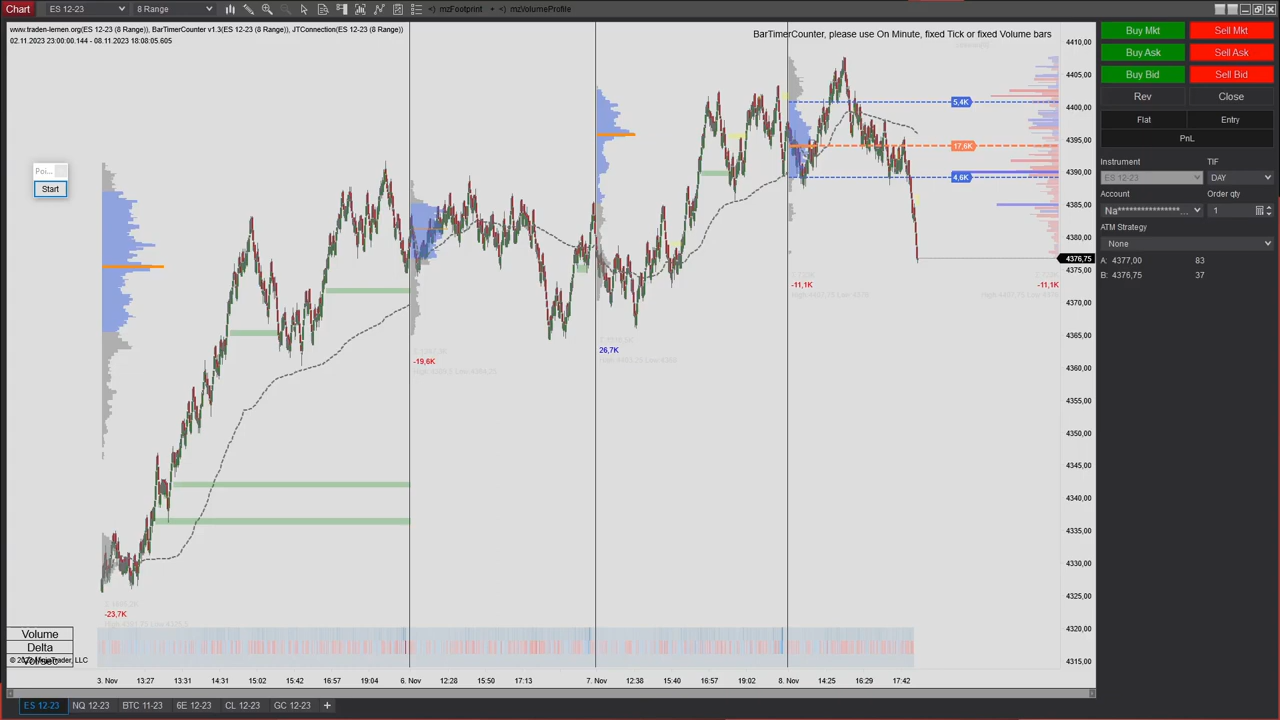 Chart ES 12-23 8 Range mzFootprint mzVolumeProfile
www.traden-lernen.org (ES 12-23 (8 Range)), BarTimerCounter v1.3(ES 12-23 (8 Range)), JTConnection(ES 12-23 (8 Range))
02.11.2023 23:00:00.144 - 08.11.2023 18:08:05.605
BarTimerCounter, please use On Minute, fixed Tick or fixed Volume bars
Poi...
Start
5,4K
17,6K
4,6K
-11,1K
-11,1K
26,7K
-19,6K
-23,7K
4410,00
4405,00
4400,00
4395,00
4390,00
4385,00
4380,00
4376,75
4375,00
4370,00
4365,00
4360,00
4355,00
4350,00
4345,00
4340,00
4335,00
4330,00
4325,00
4320,00
4315,00
Volume
Delta
3. Nov 13:27 13:31 14:31 15:02 15:42 16:57 19:04 6. Nov 12:28 15:50 17:13 7. Nov 12:38 15:40 16:57 19:02 8. Nov 14:25 16:29 17:42
ES 12-23 NQ 12-23 BTC 11-23 6E 12-23 CL 12-23 GC 12-23 +
Buy Mkt Sell Mkt
Buy Ask Sell Ask
Buy Bid Sell Bid
Rev Close
Flat Entry
PnL
Instrument TIF
ES 12-23 DAY
Account Order qty
Na****************... 1
ATM Strategy
None
A: 4377,00 83
B: 4376,75 37